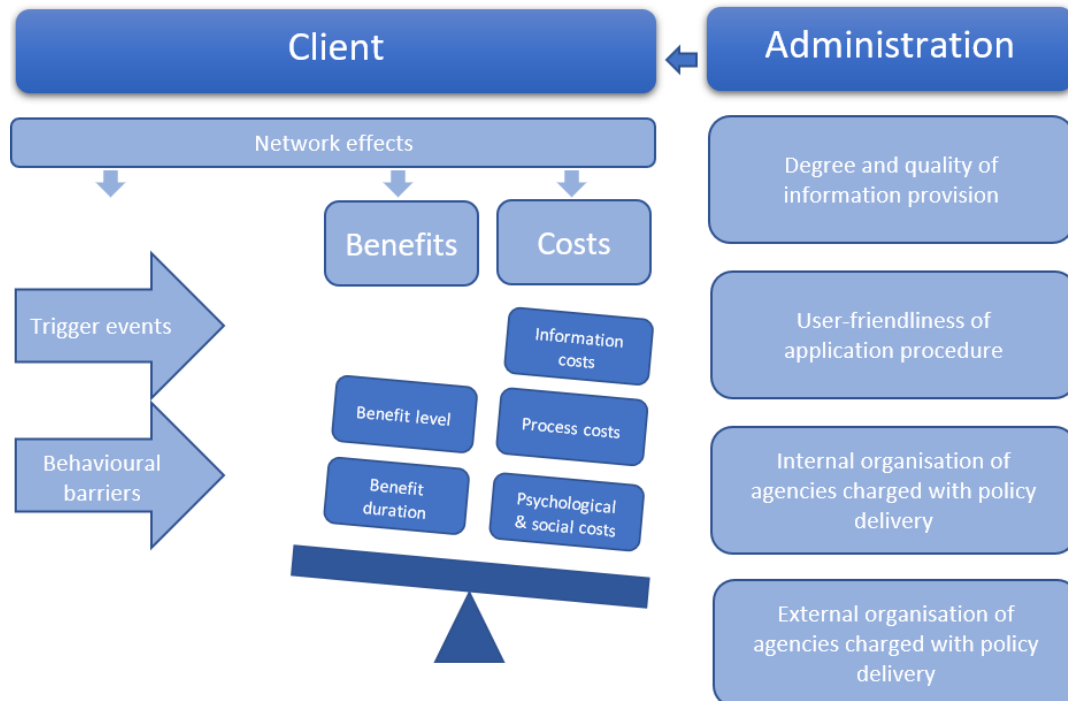 Client
Administration
Network effects
Benefits
Costs
Trigger events
Behavioural
barriers
Information
costs
Benefit level
Process costs
Benefit
duration
Psychological
& social costs
Degree and quality of
information provision
User-friendliness of
application procedure
Internal organisation of
agencies charged with policy
delivery
External organisation of
agencies charged with policy
delivery